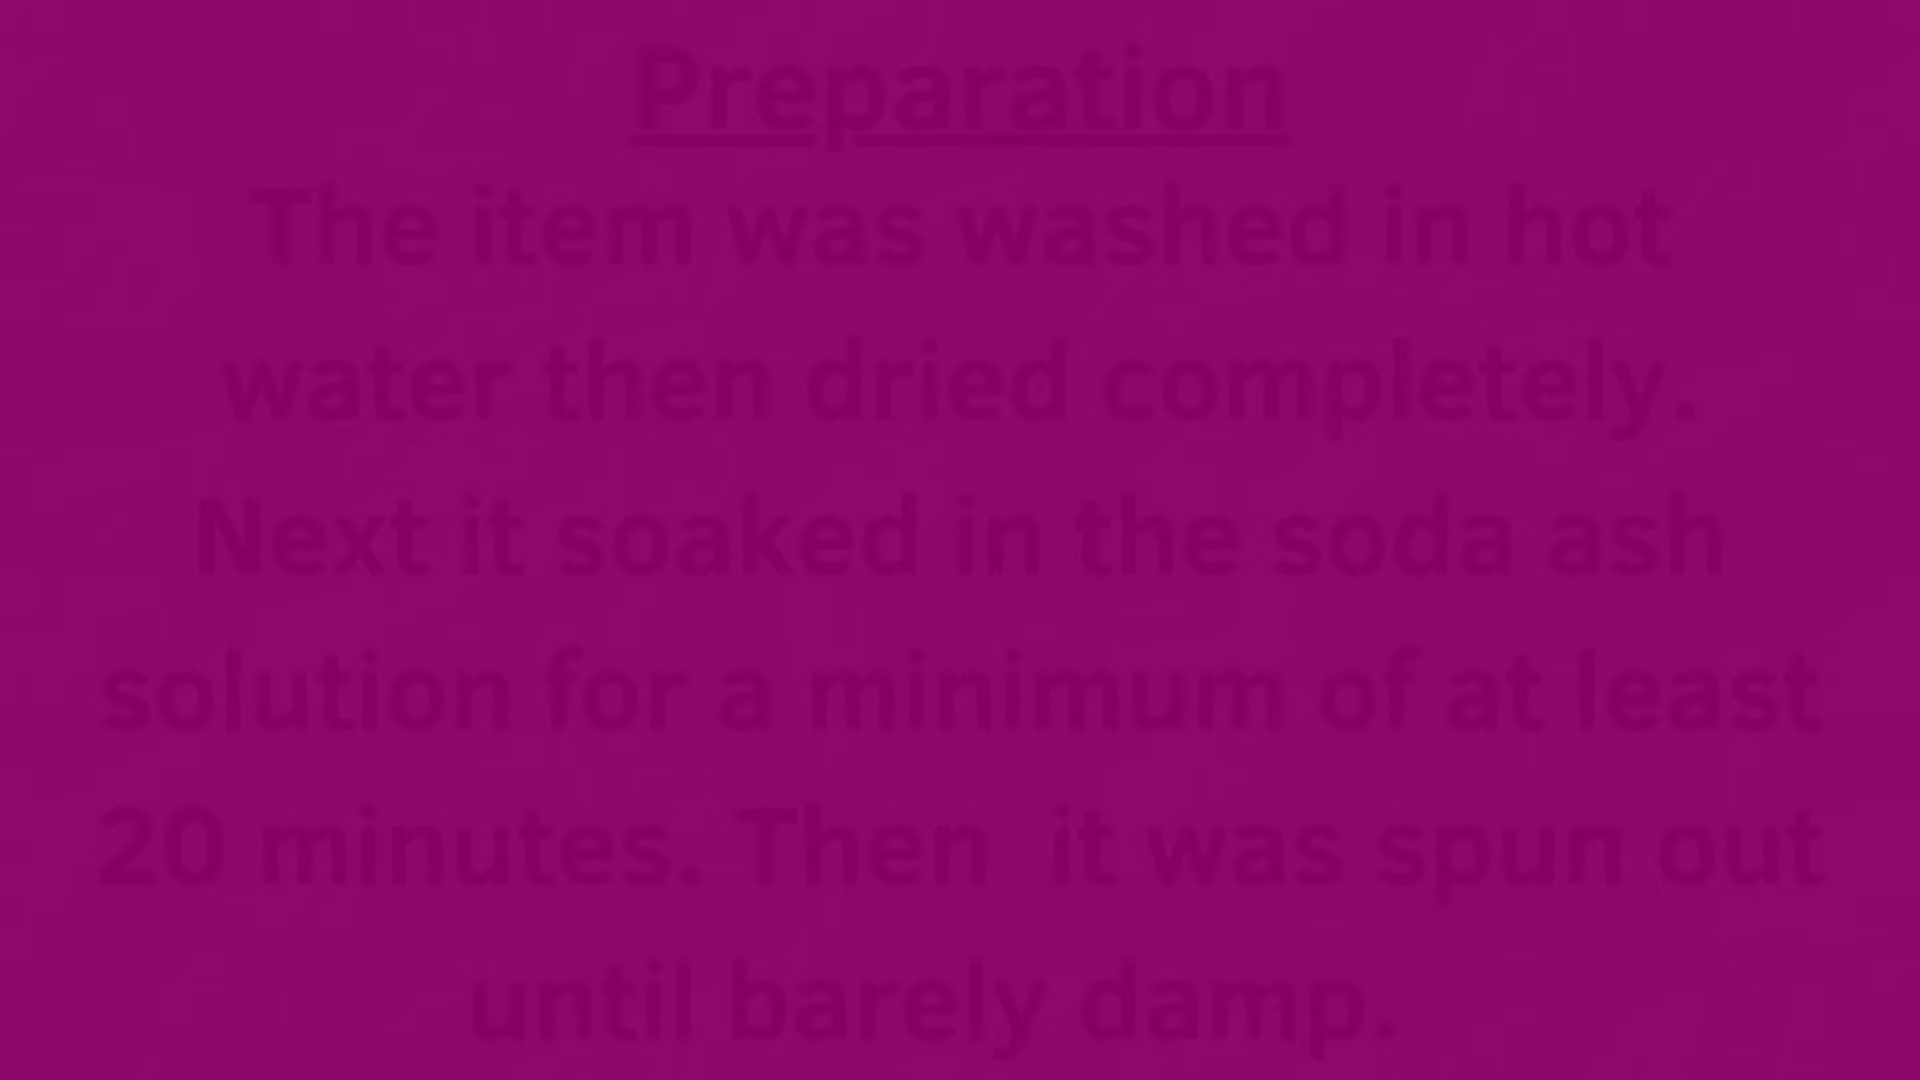 Preparation
The item was washed in hot
water then dried completely.
Next it soaked in the soda ash
solution for a minimum of at least
20 minutes. Then  it was spun out
until barely damp.